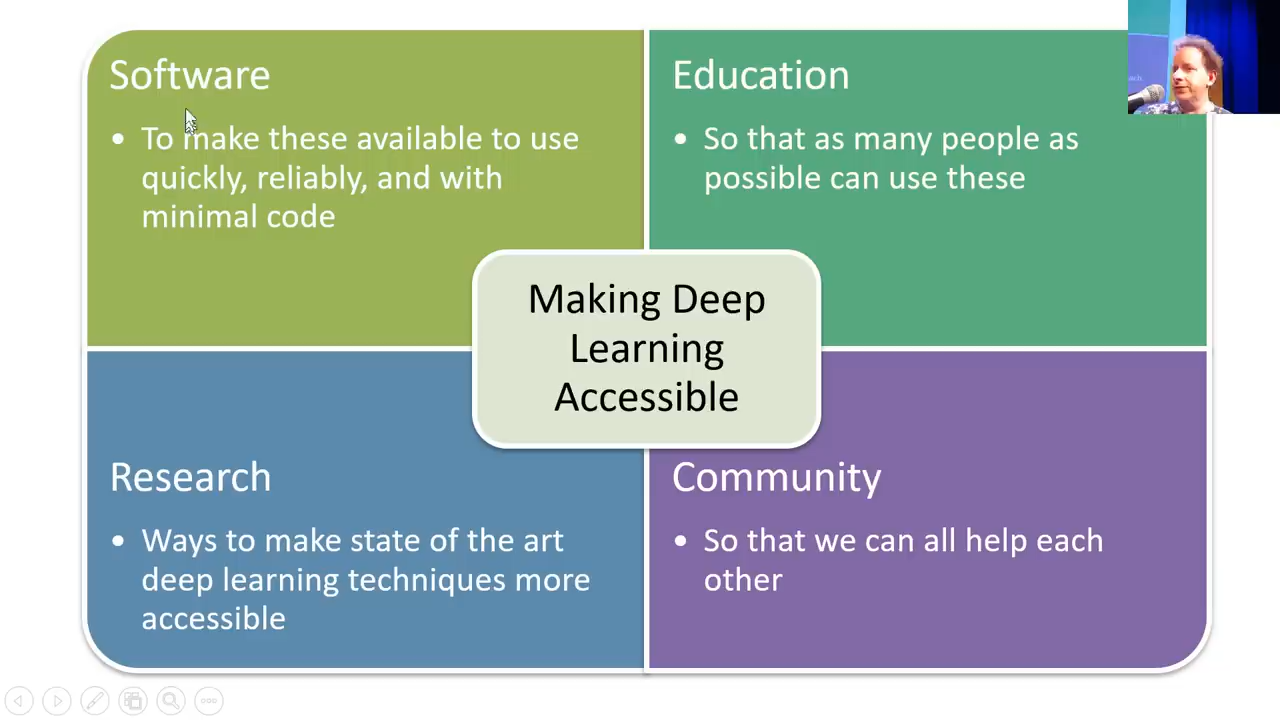 Software
• To make these available to use
quickly, reliably, and with
minimal code
Education
• So that as many people as
possible can use these
Making Deep
Learning
Accessible
Research
• Ways to make state of the art
deep learning techniques more
accessible
Community
• So that we can all help each
other